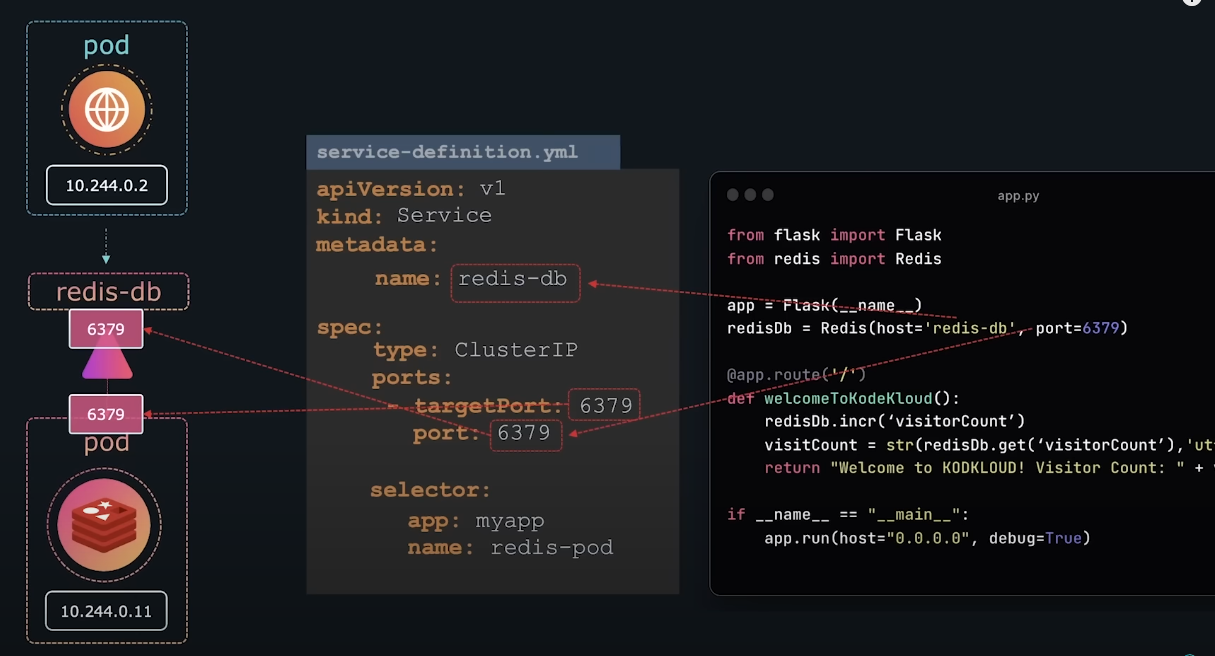 pod
10.244.0.2
redis-db
6379
6379
pod
10.244.0.11
service-definition.yml
apiVersion: v1
kind: Service
metadata:
name: redis-db
spec:
type: ClusterIP
ports:
- targetPort: 6379
port: 6379
selector:
app: myapp
name: redis-pod
app.py
from flask import Flask
from redis import Redis
app = Flask(__name__)
redisDb = Redis(host='redis-db', port=6379)
@app.route('/')
def welcomeToKodeKloud():
redisDb.incr(‘visitorCount’)
visitCount = str(redisDb.get(‘visitorCount’),'ut
return "Welcome to KODKLOUD! Visitor Count: " +
if __name__ == "__main__":
app.run(host="0.0.0.0", debug=True)